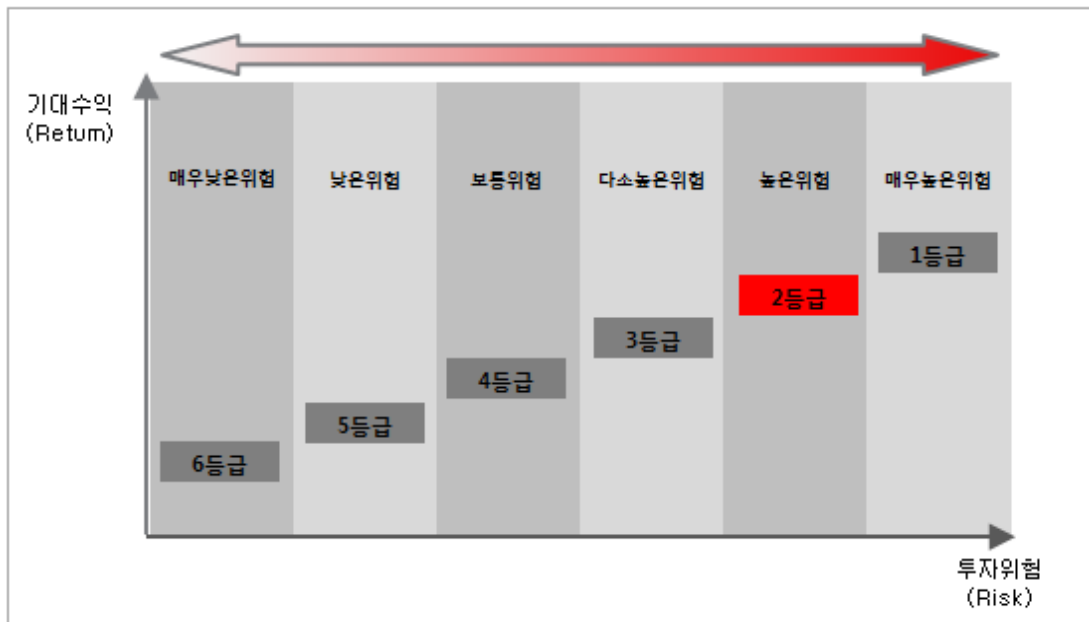 기대수익
(Retum)
매우낮은위험
낮은위험
보통위험
다소높은위험
높은위험
매우높은위험
1등급
2등급
3등급
4등급
5등급
6등급
투자위험
(Risk)